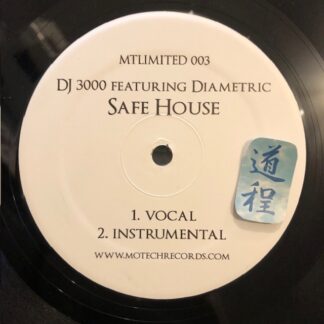 MTLIMITED 003
DJ 3000 FEATURING DIAMETRIC
SAFE HOUSE
道程
1. VOCAL
2. INSTRUMENTAL
WWW.MOTECHRECORDS.COM